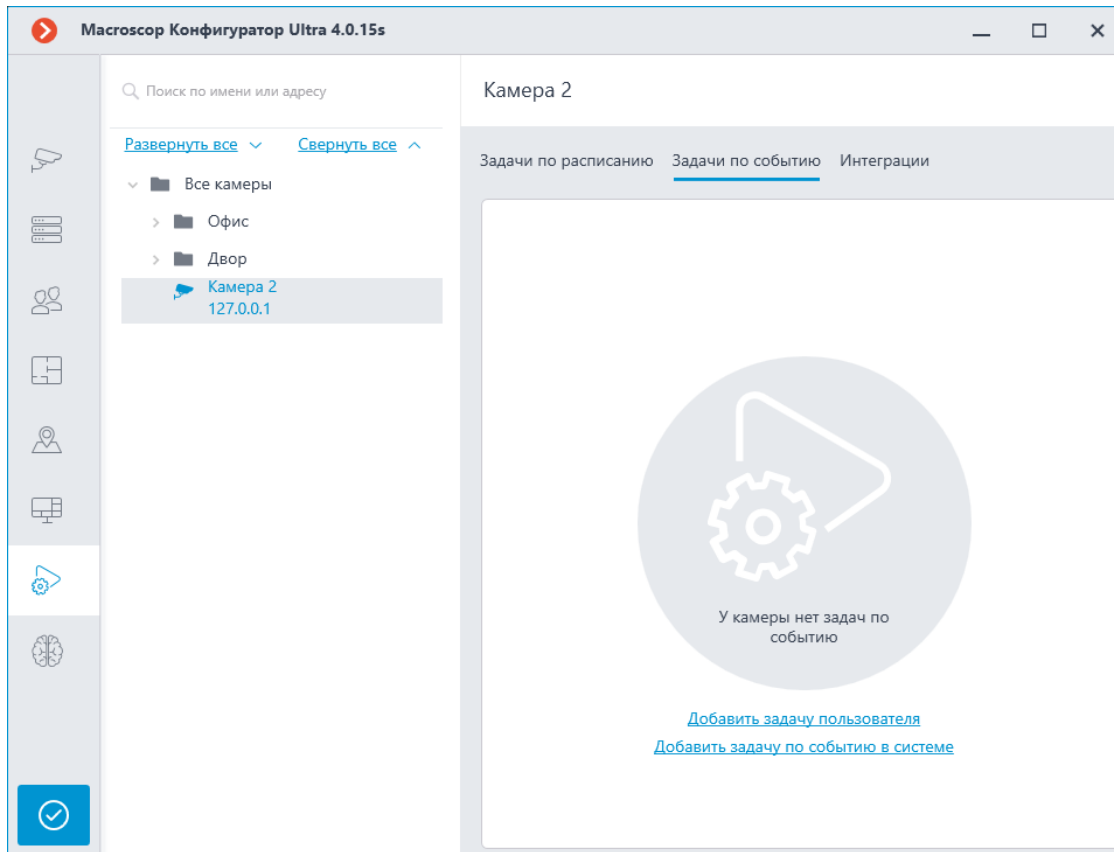 Macroscop Конфигуратор Ultra 4.0.15s
Поиск по имени или адресу
Развернуть все Свернуть все
Все камеры
Офис
Двор
Камера 2
127.0.0.1
Камера 2
Задачи по расписанию Задачи по событию Интеграции
У камеры нет задач по
событию
Добавить задачу пользователя
Добавить задачу по событию в системе